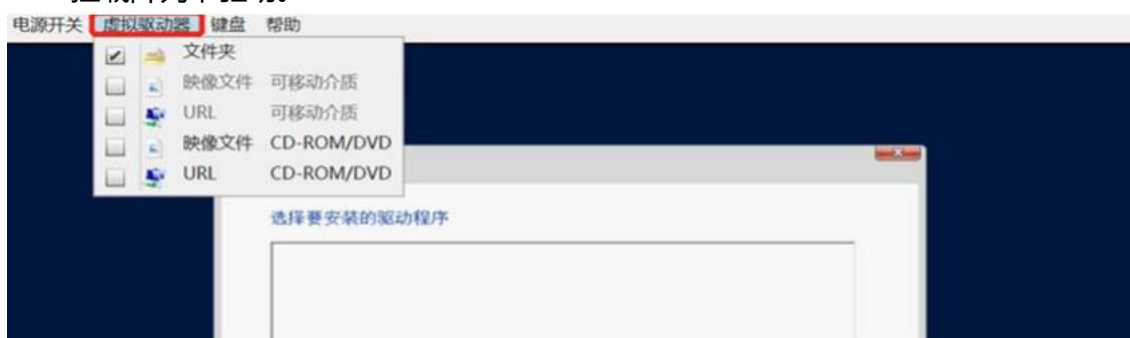 电源开关 虚拟驱动器 键盘 帮助
文件夹
映像文件 可移动介质
URL 可移动介质
映像文件 CD-ROM/DVD
URL CD-ROM/DVD
选择要安装的驱动程序